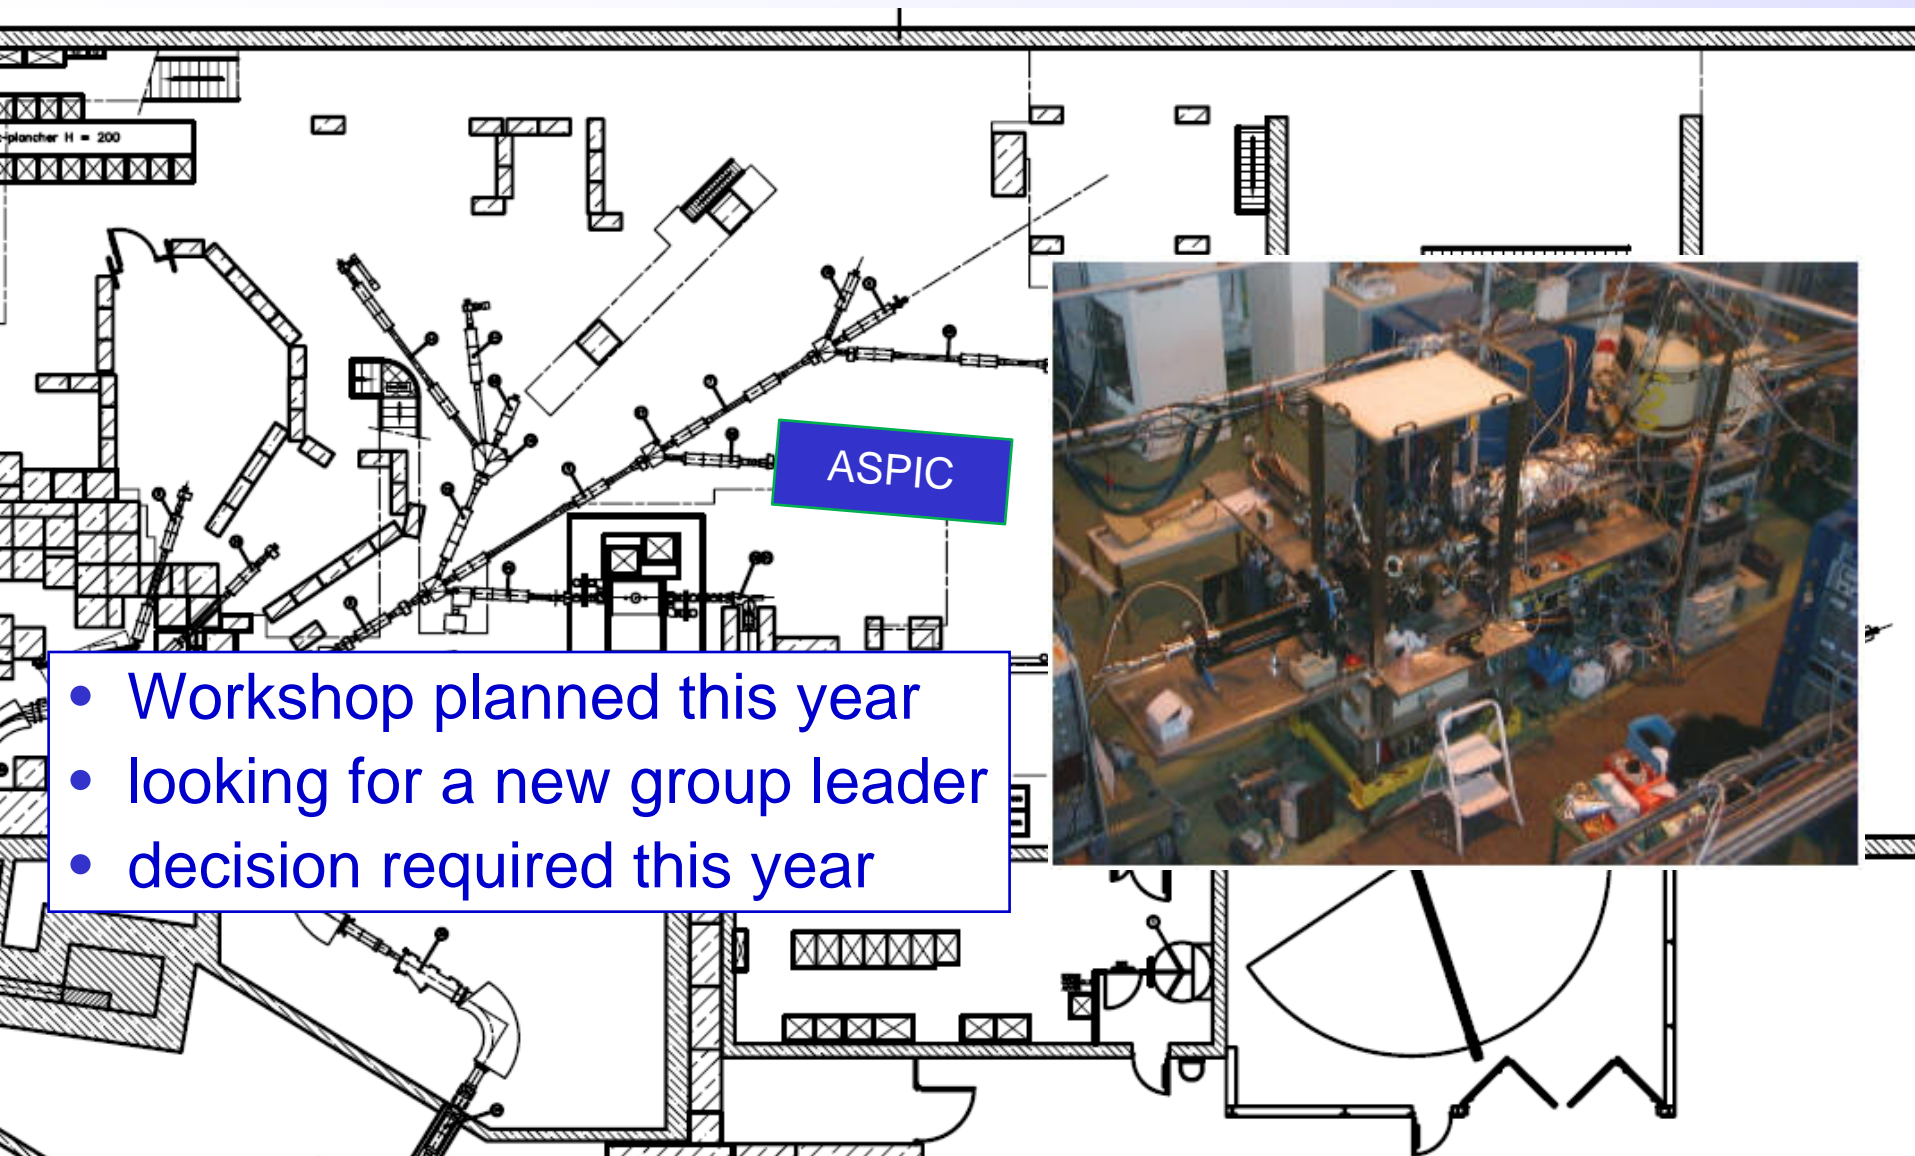 plancher H = 200
ASPIC
• Workshop planned this year
• looking for a new group leader
• decision required this year